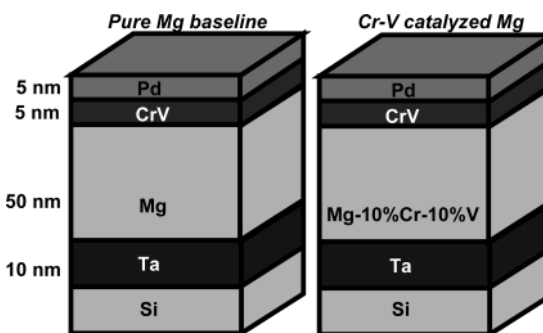 Pure Mg baseline
Cr-V catalyzed Mg
5 nm
Pd
Pd
5 nm
CrV
CrV
50 nm
Mg
Mg-10%Cr-10%V
10 nm
Ta
Ta
Si
Si